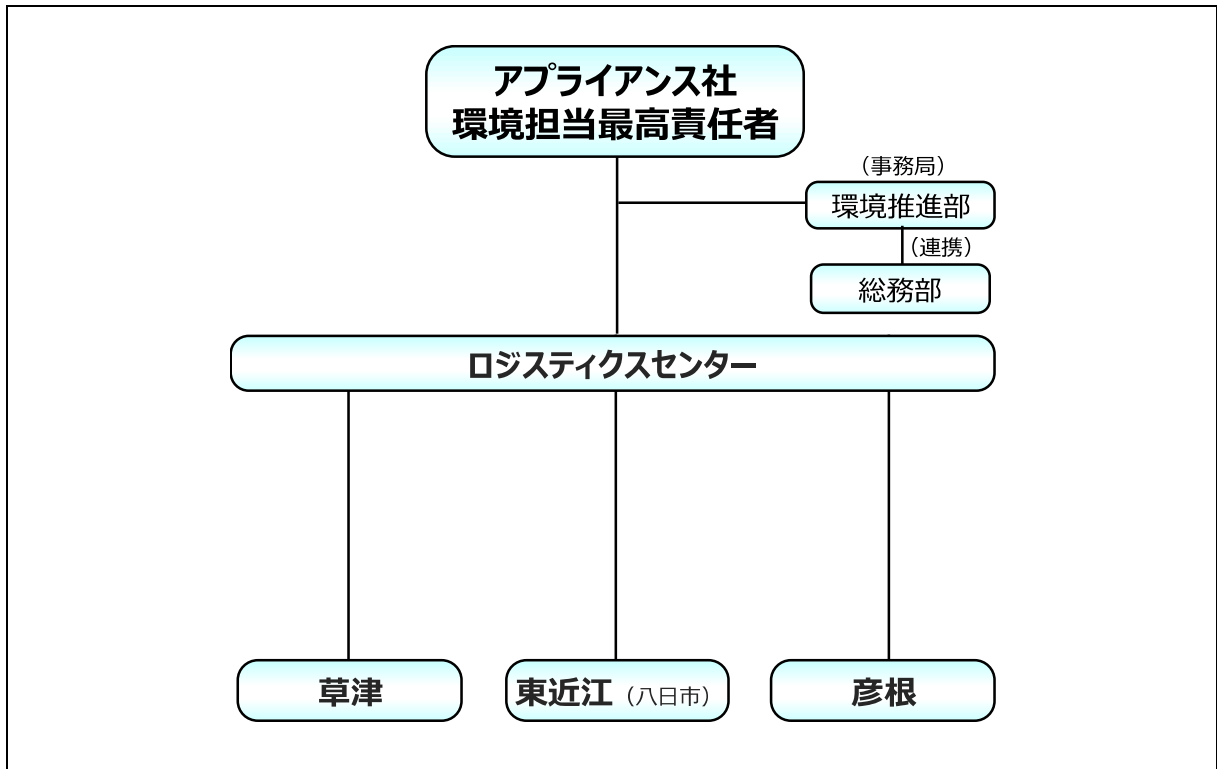 アプライアンス社
環境担当最高責任者
（事務局）
環境推進部
（連携）
総務部
ロジスティクスセンター
草津
東近江（八日市）
彦根